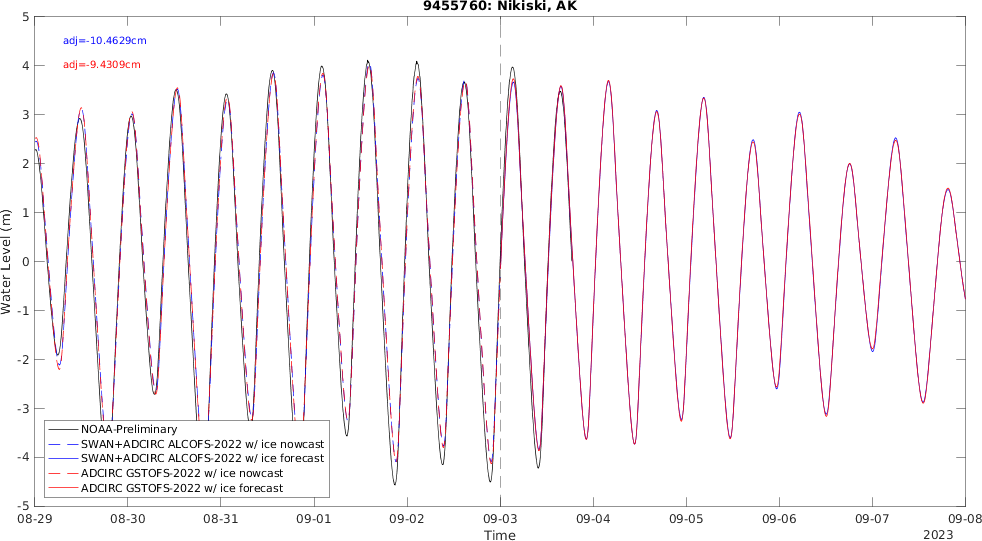 9455760: Nikiski, AK
adj=-10.4629cm
adj=-9.4309cm
Water Level (m)
5
4
3
2
1
0
-1
-2
-3
-4
-5
NOAA-Preliminary
SWAN+ADCIRC ALCOFS-2022 w/ ice nowcast
SWAN+ADCIRC ALCOFS-2022 w/ ice forecast
ADCIRC GSTOFS-2022 w/ ice nowcast
ADCIRC GSTOFS-2022 w/ ice forecast
08-29 08-30 08-31 09-01 09-02 09-03 09-04 09-05 09-06 09-07 09-08
Time
2023